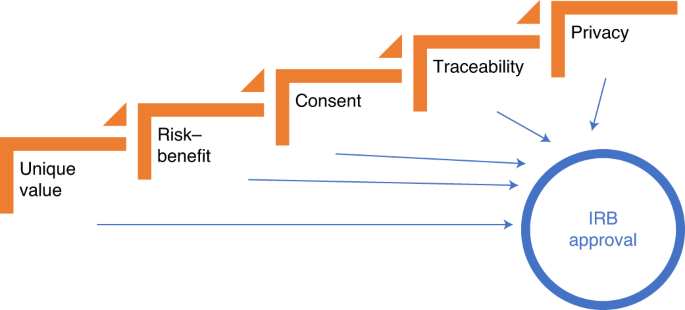 Privacy
Traceability
Consent
Risk–
benefit
Unique
value
IRB
approval